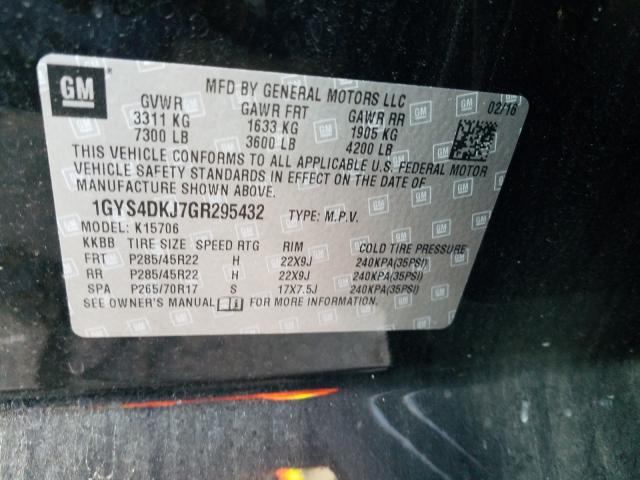 GM
MFD BY GENERAL MOTORS LLC
02/16
GVWR GAWR FRT GAWR RR
3311 KG 1633 KG 1905 KG
7300 LB 3600 LB 4200 LB
THIS VEHICLE CONFORMS TO ALL APPLICABLE U.S. FEDERAL MOTOR
VEHICLE SAFETY STANDARDS IN EFFECT ON THE DATE OF
MANUFACTURE SHOWN ABOVE.
1GYS4DKJ7GR295432 TYPE: M.P.V.
MODEL: K15706
KKBB TIRE SIZE SPEED RTG RIM COLD TIRE PRESSURE
FRT P285/45R22 H 22X9J 240KPA(35PSI)
RR P285/45R22 H 22X9J 240KPA(35PSI)
SPA P265/70R17 S 17X7.5J 240KPA(35PSI)
SEE OWNER'S MANUAL FOR MORE INFORMATION.